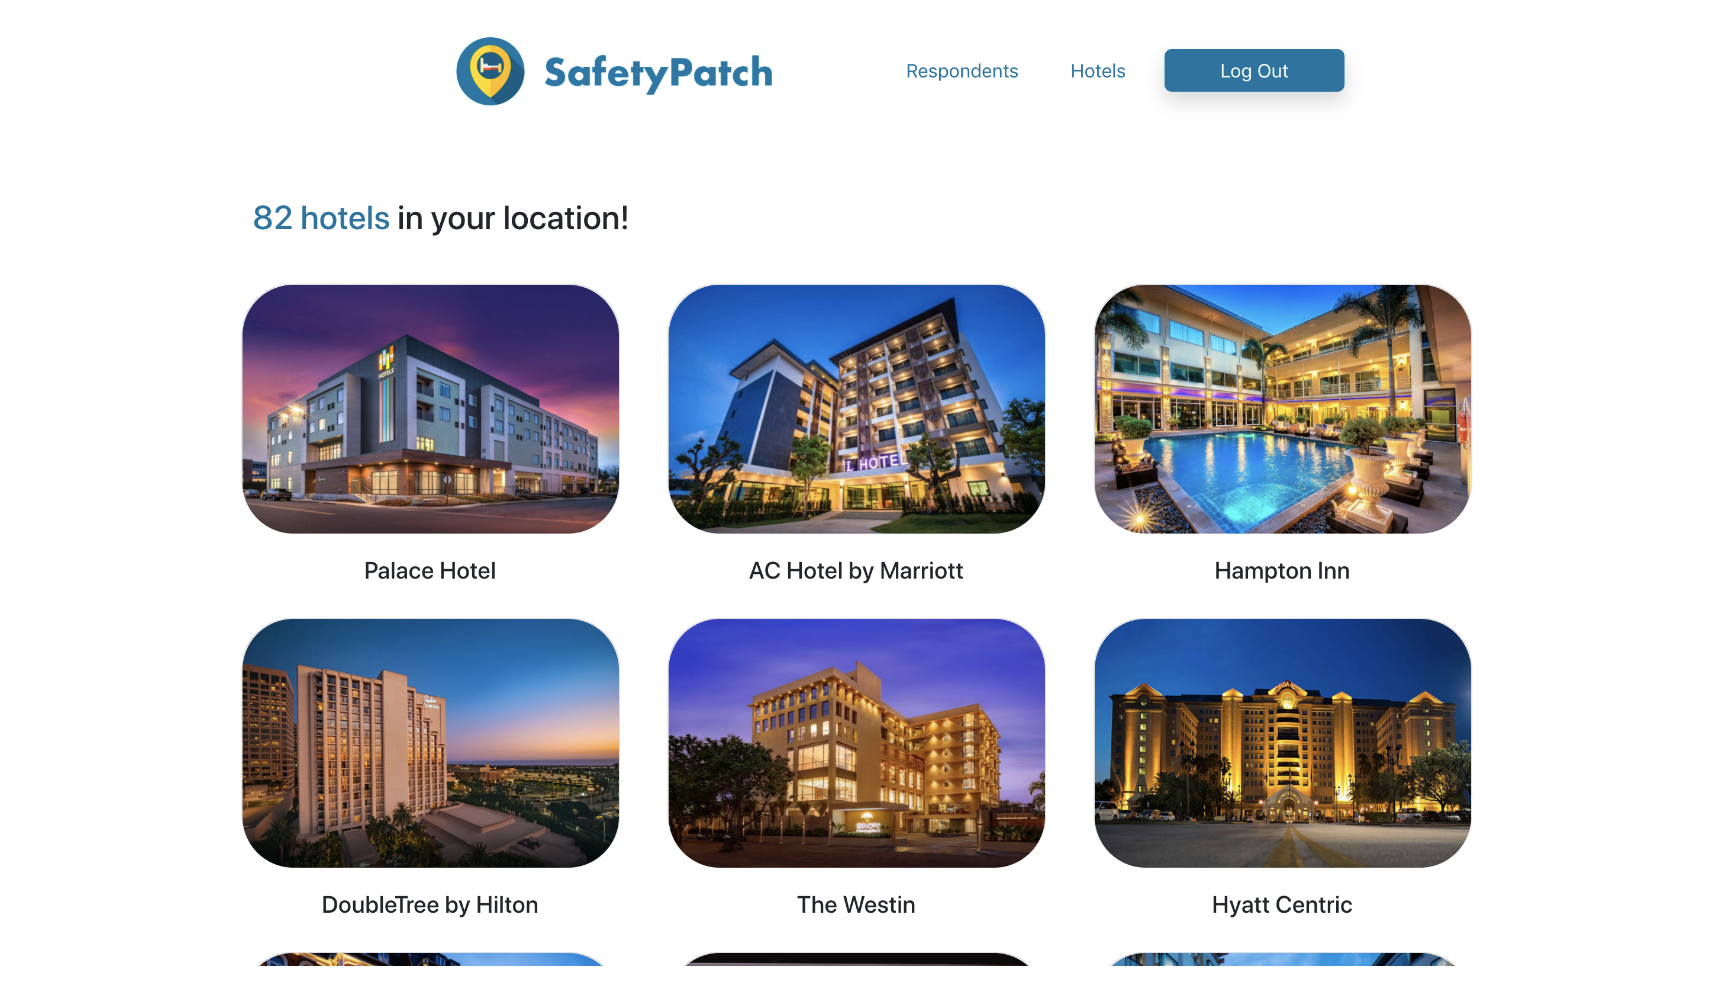 SafetyPatch
Respondents
Hotels
Log Out
82 hotels in your location!
HOTELS
HOTEL
Palace Hotel
AC Hotel by Marriott
Hampton Inn
DoubleTree by Hilton
The Westin
Hyatt Centric